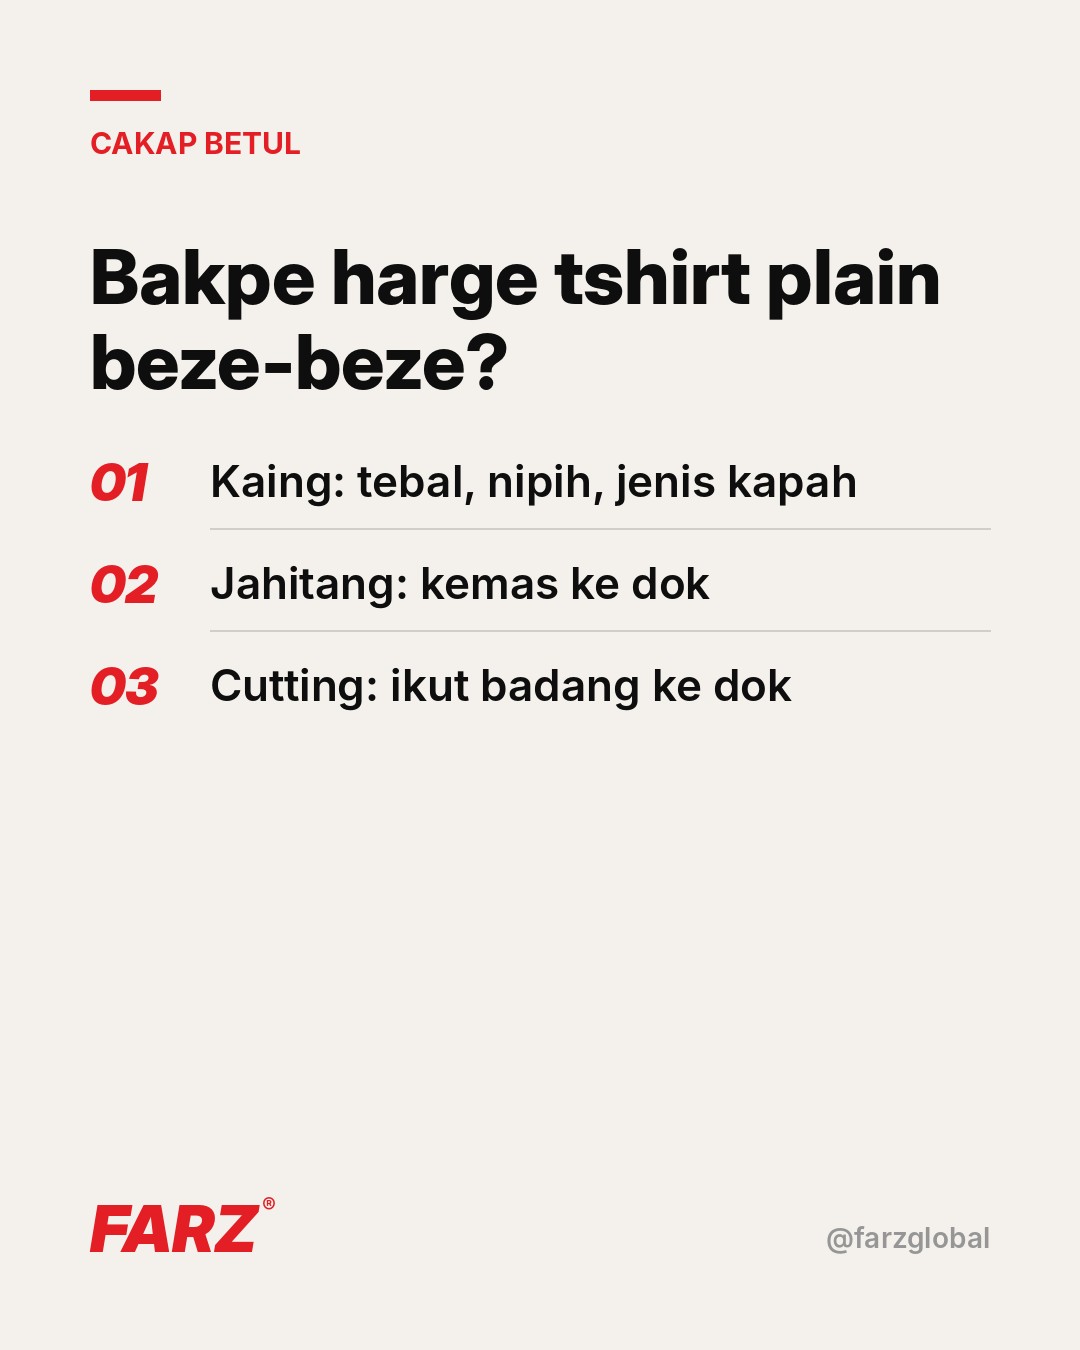 CAKAP BETUL
Bakpe harge tshirt plain
beze-beze?
01 Kaing: tebal, nipih, jenis kapah
02 Jahitang: kemas ke dok
03 Cutting: ikut badang ke dok
FARZ®
@farzglobal